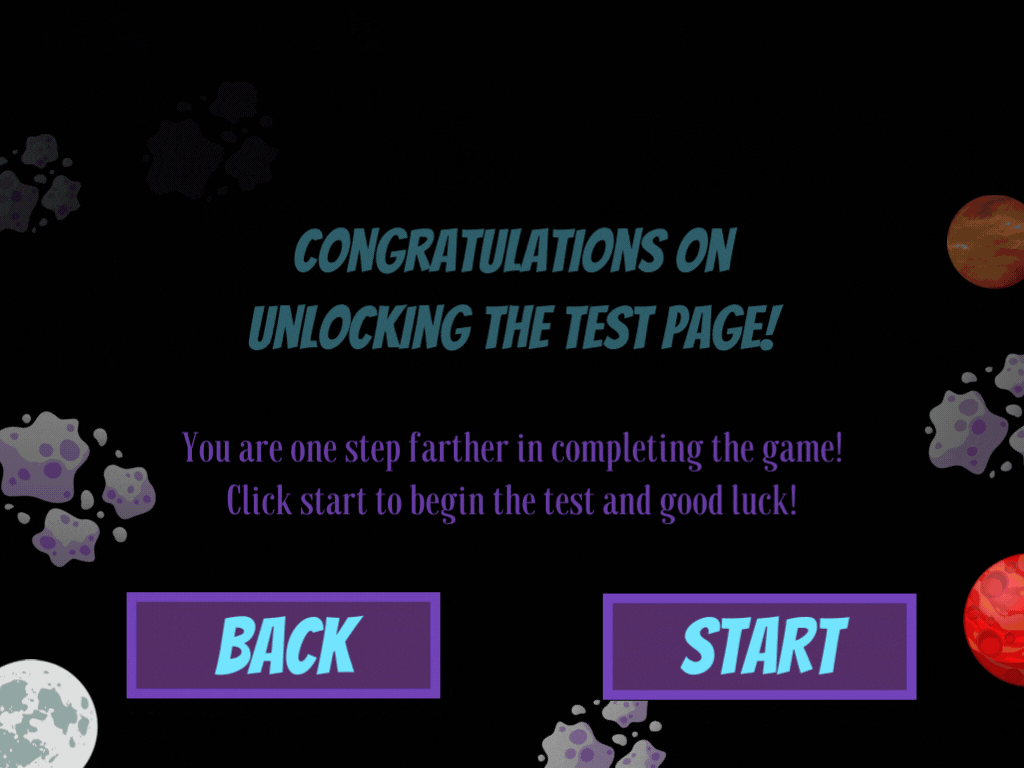 CONGRATULATIONS ON
UNLOCKING THE TEST PAGE!
You are one step farther in completing the game!
Click start to begin the test and good luck!
BACK
START